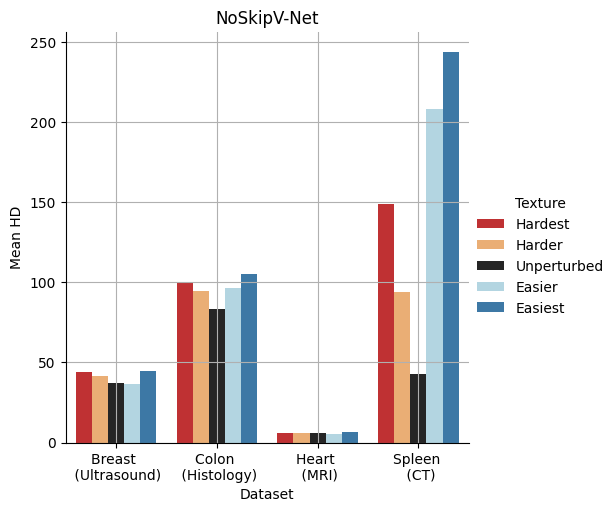 NoSkipV-Net
Mean HD
250
200
150
100
50
0
Breast
(Ultrasound)
Colon
(Histology)
Heart
(MRI)
Spleen
(CT)
Dataset
Texture
Hardest
Harder
Unperturbed
Easier
Easiest